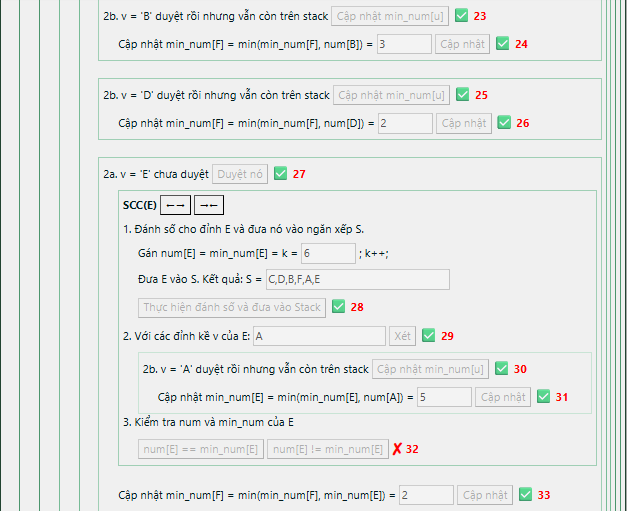 2b. v = 'B' duyệt rồi nhưng vẫn còn trên stack Cập nhật min_num[u] ✅ 23
Cập nhật min_num[F] = min(min_num[F], num[B]) = 3 Cập nhật ✅ 24
2b. v = 'D' duyệt rồi nhưng vẫn còn trên stack Cập nhật min_num[u] ✅ 25
Cập nhật min_num[F] = min(min_num[F], num[D]) = 2 Cập nhật ✅ 26
2a. v = 'E' chưa duyệt Duyệt nó ✅ 27
SCC(E) ←→ →←
1. Đánh số cho đỉnh E và đưa nó vào ngăn xếp S.
Gán num[E] = min_num[E] = k = 6 ; k++;
Đưa E vào S. Kết quả: S = C,D,B,F,A,E
Thực hiện đánh số và đưa vào Stack ✅ 28
2. Với các đỉnh kề v của E: A Xét ✅ 29
2b. v = 'A' duyệt rồi nhưng vẫn còn trên stack Cập nhật min_num[u] ✅ 30
Cập nhật min_num[E] = min(min_num[E], num[A]) = 5 Cập nhật ✅ 31
3. Kiểm tra num và min_num của E
num[E] == min_num[E] num[E] != min_num[E] ✗ 32
Cập nhật min_num[F] = min(min_num[F], min_num[E]) = 2 Cập nhật ✅ 33